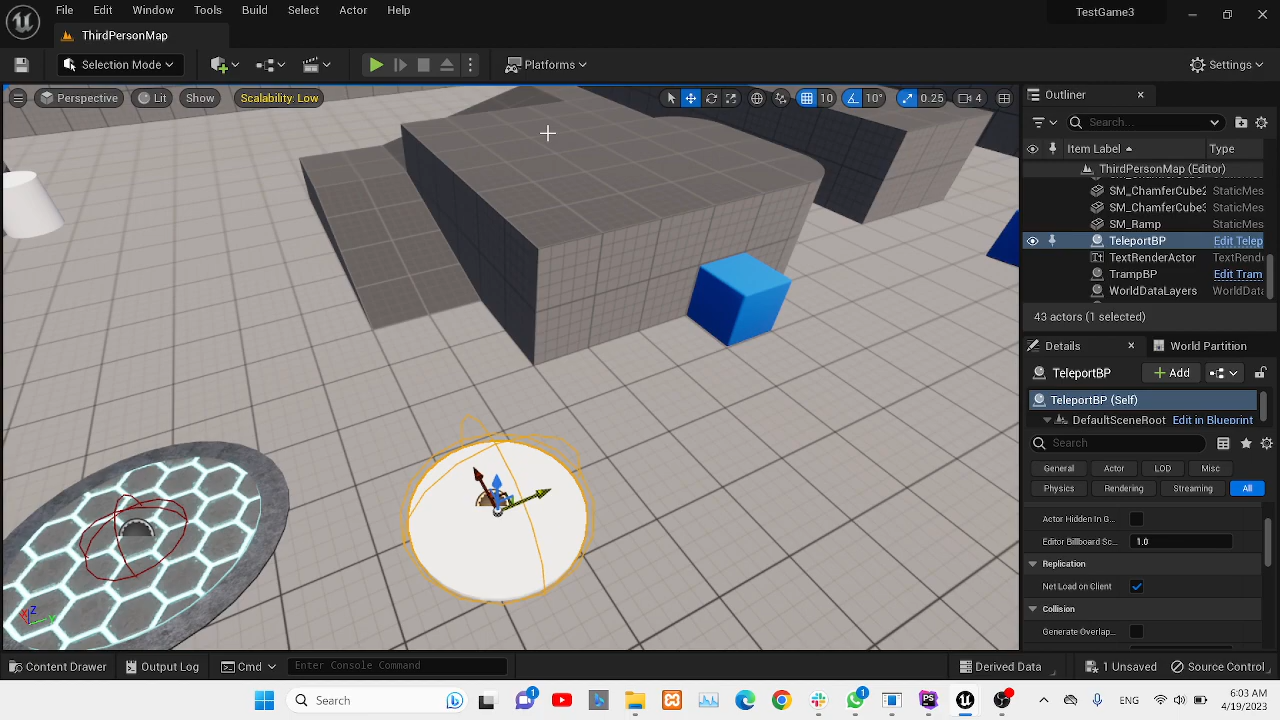 File Edit Window Tools Build Select Actor Help
TestGame3
ThirdPersonMap
Selection Mode
Platforms
Settings
Perspective Lit Show Scalability: Low
10 10° 0.25 4
Outliner
Search...
Item Label Type
ThirdPersonMap (Editor)
SM_ChamferCube2 StaticMes
SM_ChamferCube3 StaticMes
SM_Ramp StaticMes
TeleportBP Edit Telep
TextRenderActor TextRend
TrampBP Edit Tram
WorldDataLayers WorldData
43 actors (1 selected)
Details World Partition
TeleportBP Add
TeleportBP (Self)
DefaultSceneRoot Edit in Blueprint
Search
General Actor LOD Misc
Physics Rendering Streaming All
Actor Hidden In G...
Editor Billboard Sc... 1.0
Replication
Net Load on Client
Collision
Generate Overlap...
X Z Y
Content Drawer Output Log Cmd Enter Console Command Derived Data 1 Unsaved Source Control
Search 1 1 PS ENG 6:03 AM
4/19/2023